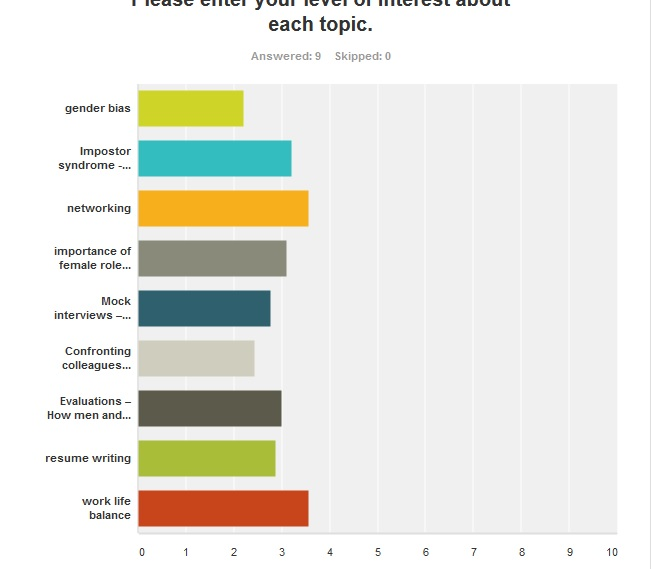 Please enter your level of interest about
each topic.
Answered: 9 Skipped: 0
gender bias
Impostor
syndrome -...
networking
importance of
female role...
Mock
interviews –...
Confronting
colleagues...
Evaluations –
How men and...
resume writing
work life
balance
0 1 2 3 4 5 6 7 8 9 10